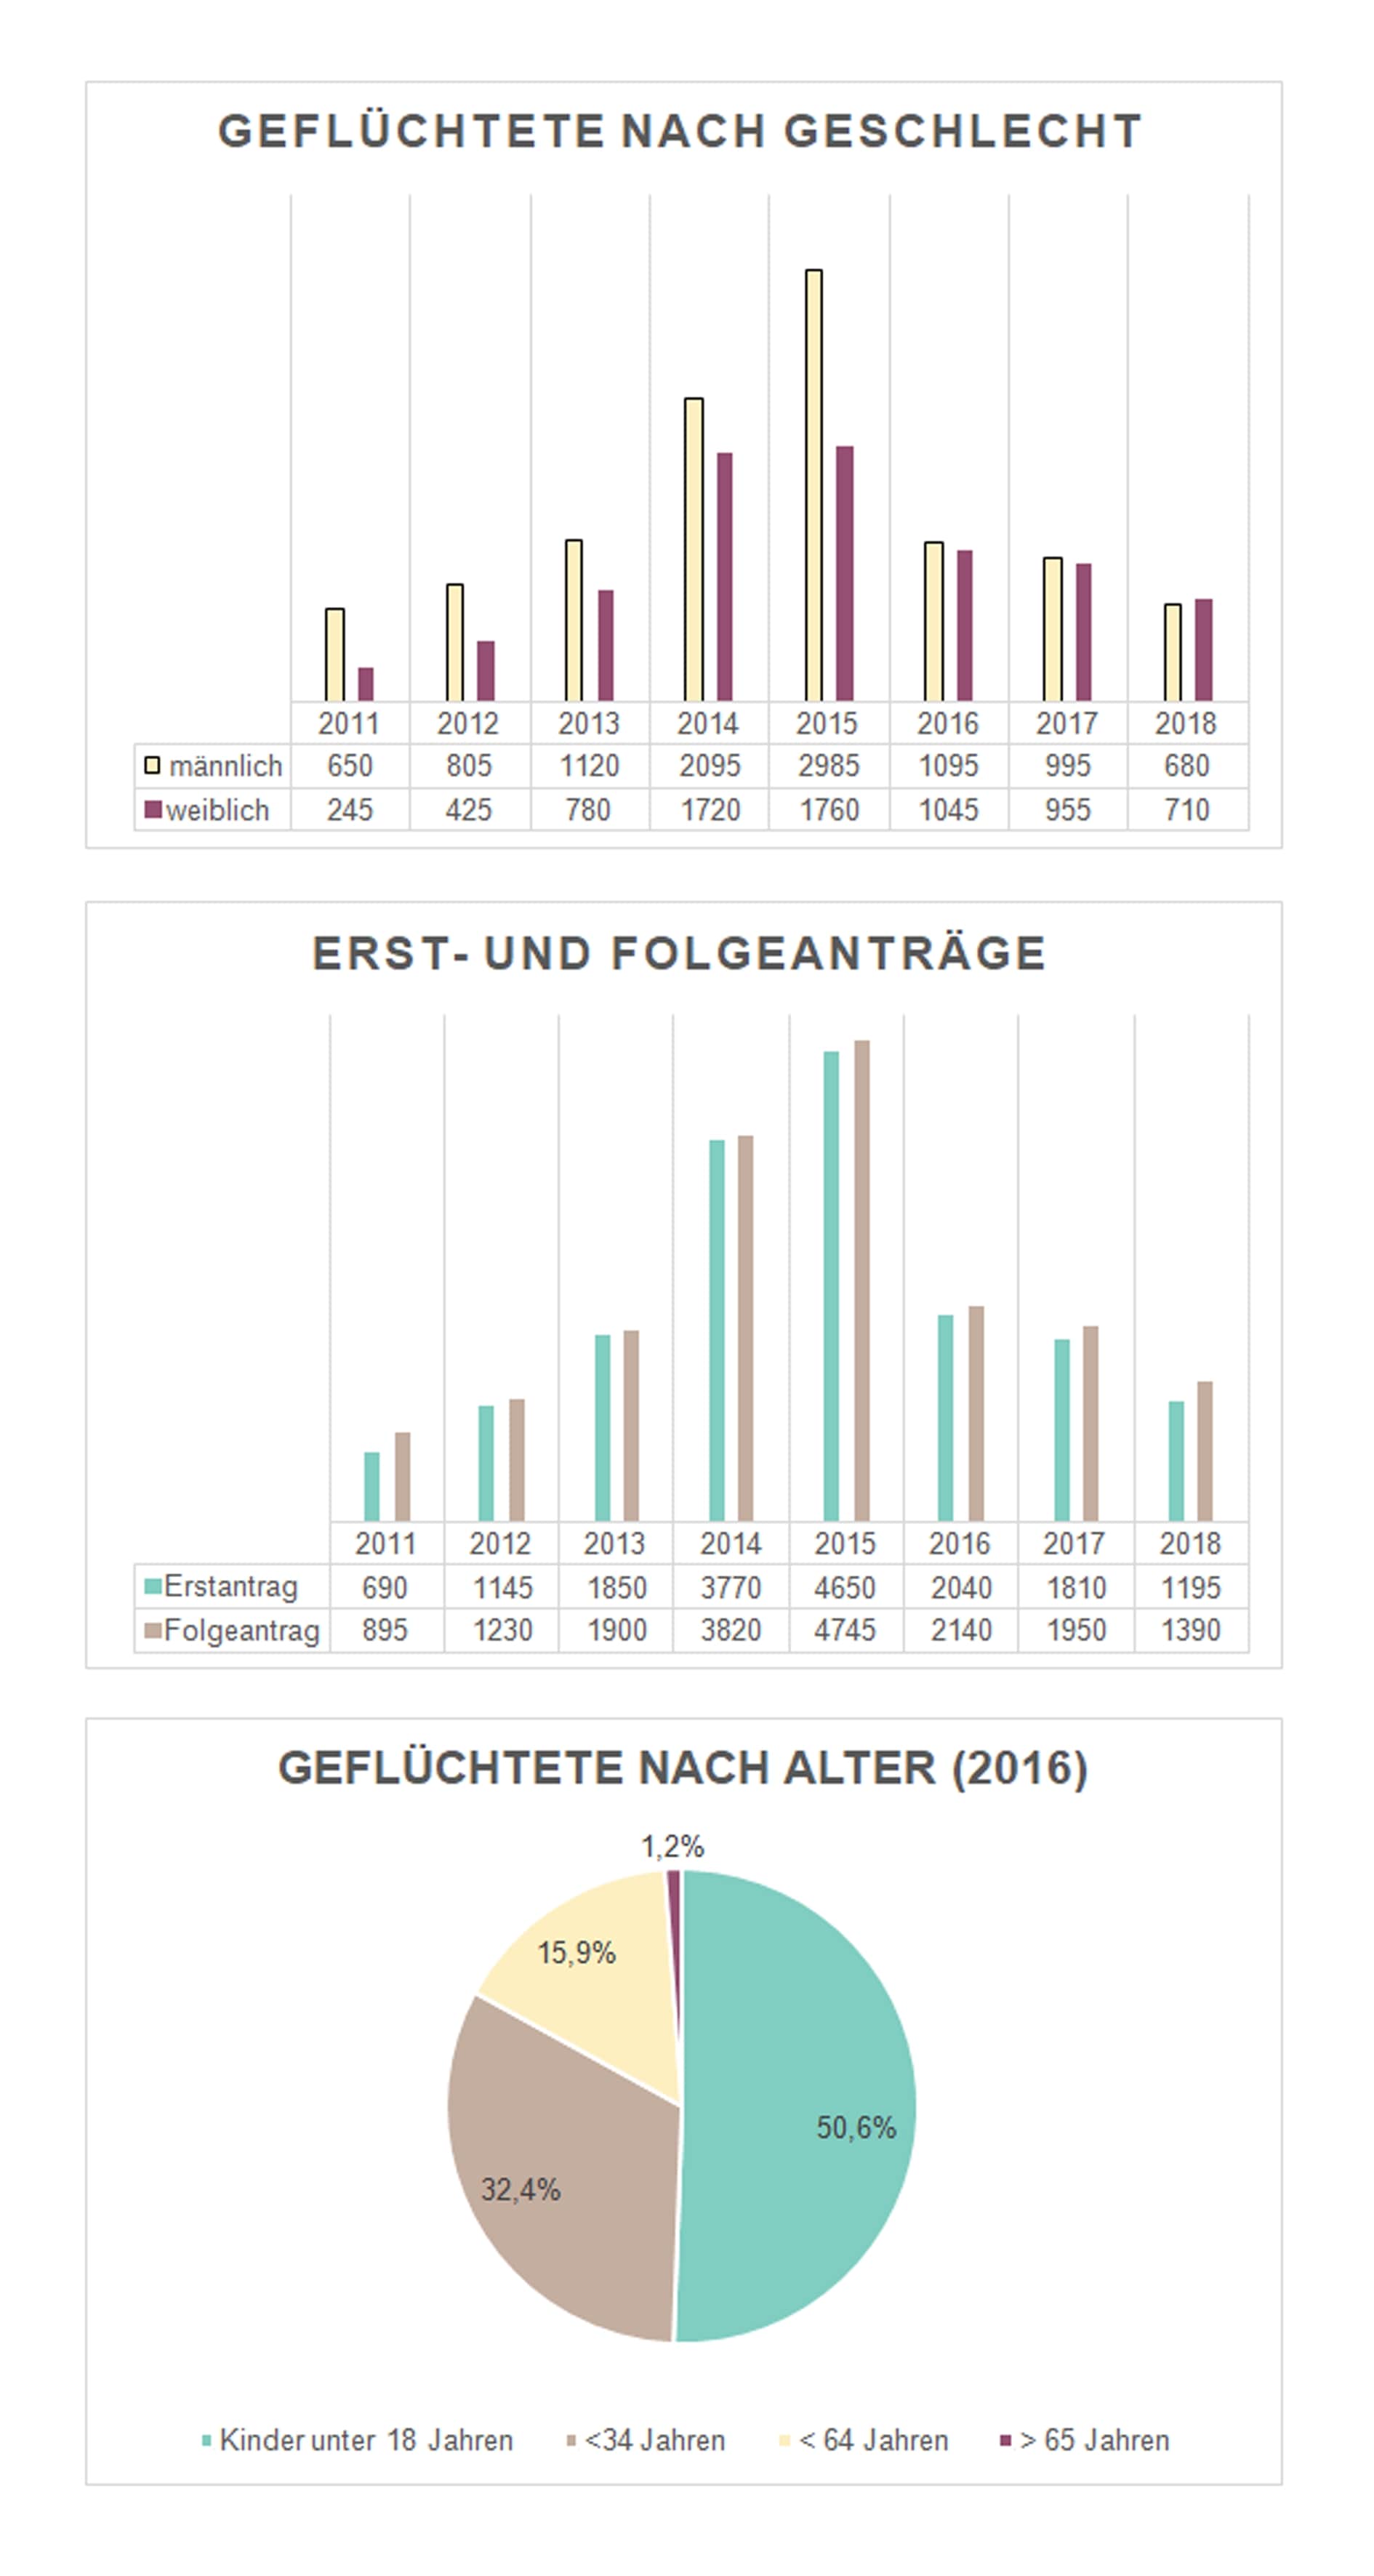 GEFLÜCHTETE NACH GESCHLECHT
2011 2012 2013 2014 2015 2016 2017 2018
männlich 650 805 1120 2095 2985 1095 995 680
weiblich 245 425 780 1720 1760 1045 955 710
ERST- UND FOLGEANTRÄGE
2011 2012 2013 2014 2015 2016 2017 2018
Erstantrag 690 1145 1850 3770 4650 2040 1810 1195
Folgeantrag 895 1230 1900 3820 4745 2140 1950 1390
GEFLÜCHTETE NACH ALTER (2016)
1,2%
15,9%
50,6%
32,4%
Kinder unter 18 Jahren <34 Jahren < 64 Jahren > 65 Jahren